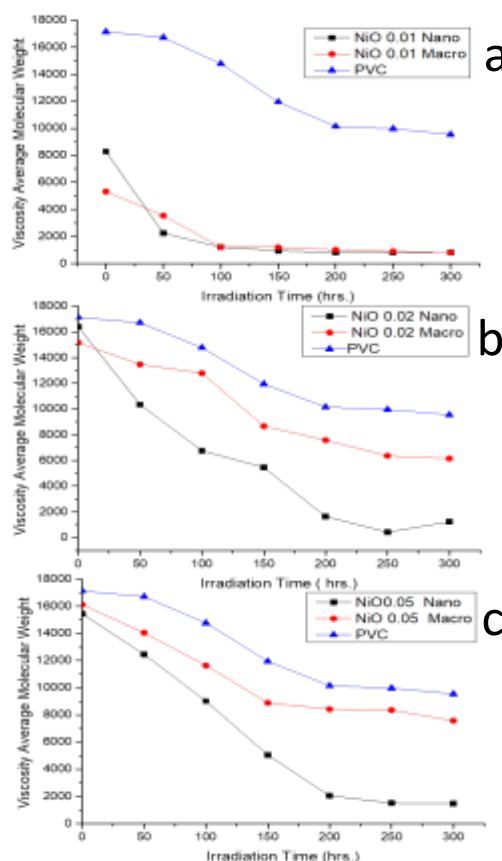 18000
16000
14000
12000
10000
8000
6000
4000
2000
0
Viscosity Average Molecular Weight
NiO 0.01 Nano
NiO 0.01 Macro
PVC
a
0 50 100 150 200 250 300
Irradiation Time (hrs.)
18000
16000
14000
12000
10000
8000
6000
4000
2000
0
Viscosity Average Molecular Weight
NiO 0.02 Nano
NiO 0.02 Macro
PVC
b
0 50 100 150 200 250 300
Irradiation Time ( hrs.)
18000
16000
14000
12000
10000
8000
6000
4000
2000
0
Viscosity Average Molecular Weight
NiO0.05 Nano
NiO 0.05 Macro
PVC
c
0 50 100 150 200 250 300
Irradiation Time (hrs.)